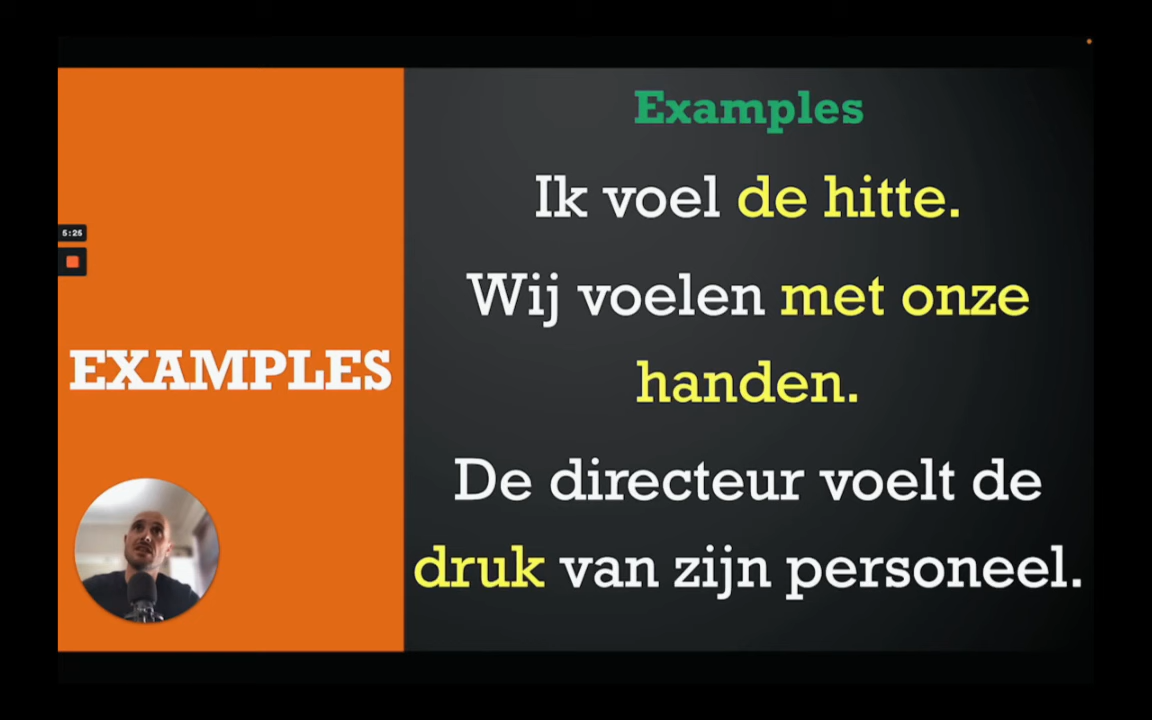 Examples
Ik voel de hitte.
Wij voelen met onze
handen.
De directeur voelt de
druk van zijn personeel.
EXAMPLES
5:25